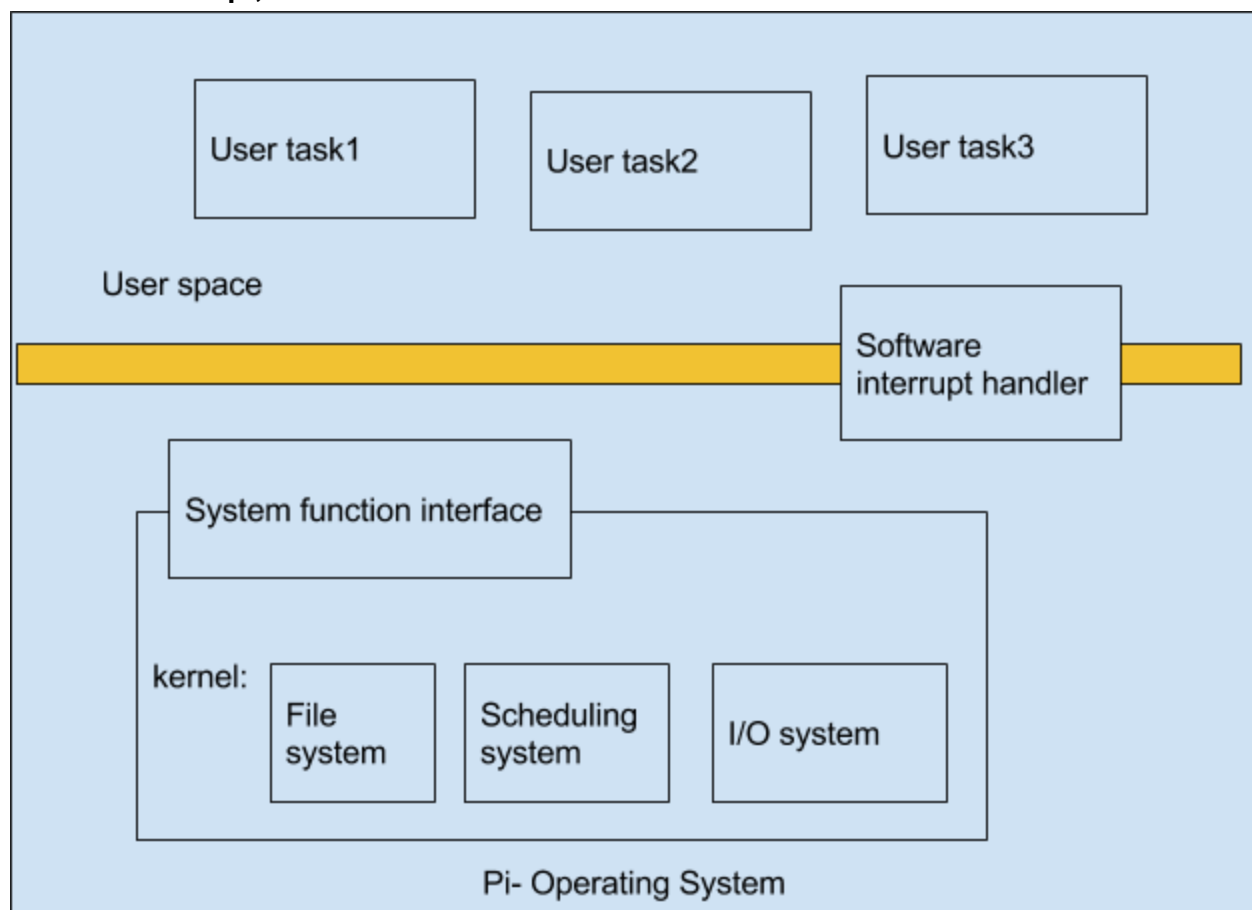 User task1
User task2
User task3
User space
Software
interrupt handler
System function interface
kernel:
File
system
Scheduling
system
I/O system
Pi- Operating System